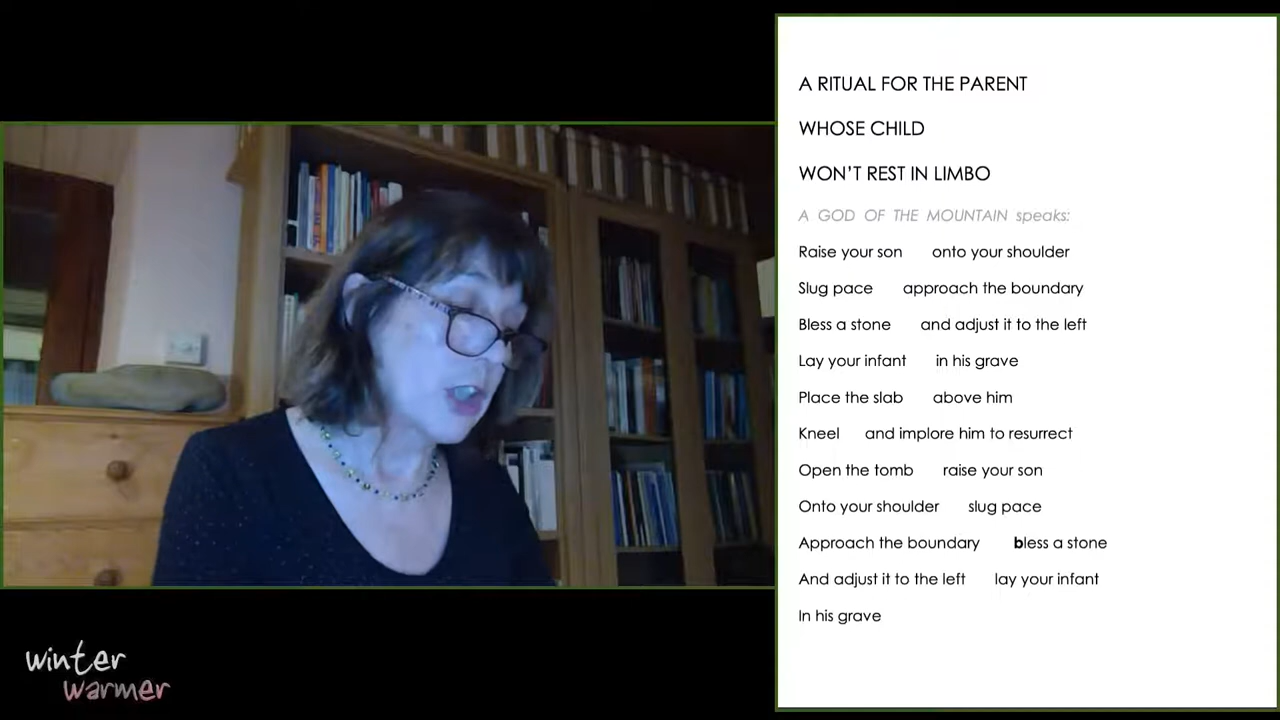 A RITUAL FOR THE PARENT
WHOSE CHILD
WON'T REST IN LIMBO
A GOD OF THE MOUNTAIN speaks:
Raise your son onto your shoulder
Slug pace approach the boundary
Bless a stone and adjust it to the left
Lay your infant in his grave
Place the slab above him
Kneel and implore him to resurrect
Open the tomb raise your son
Onto your shoulder slug pace
Approach the boundary bless a stone
And adjust it to the left lay your infant
In his grave
winter
warmer